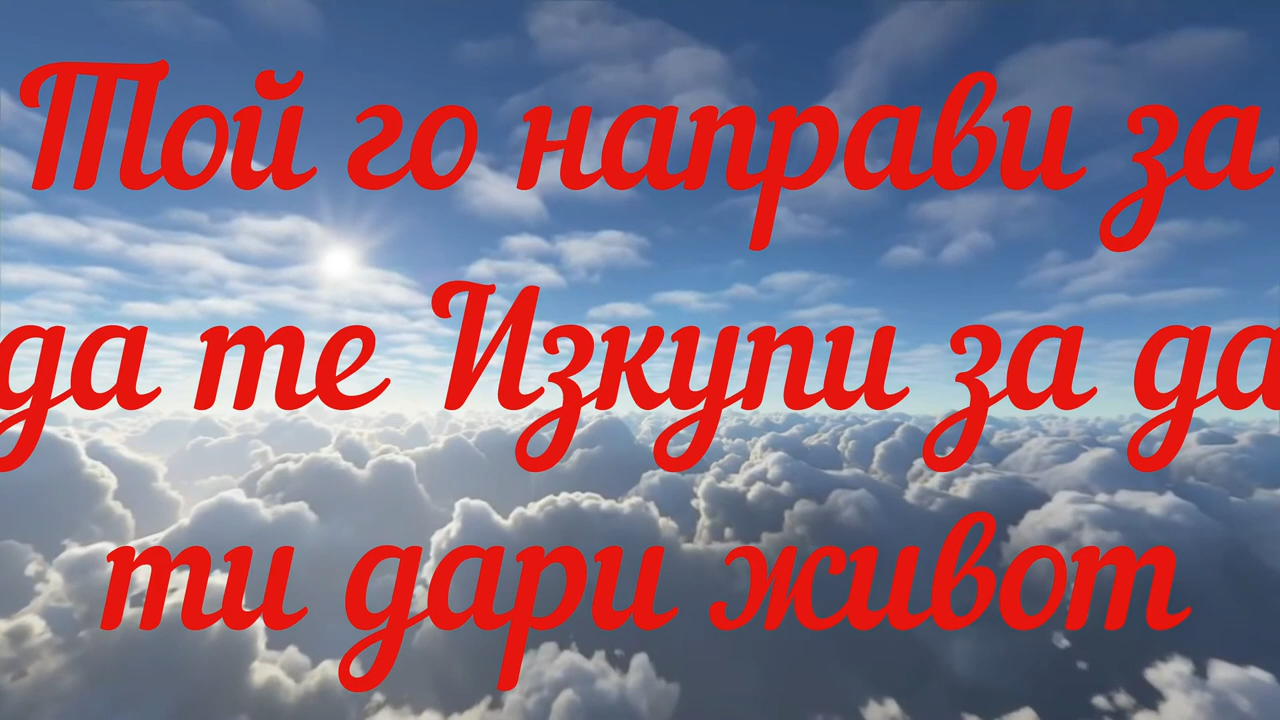 Той го направи за
да те Изкупи за да
ти дари живот